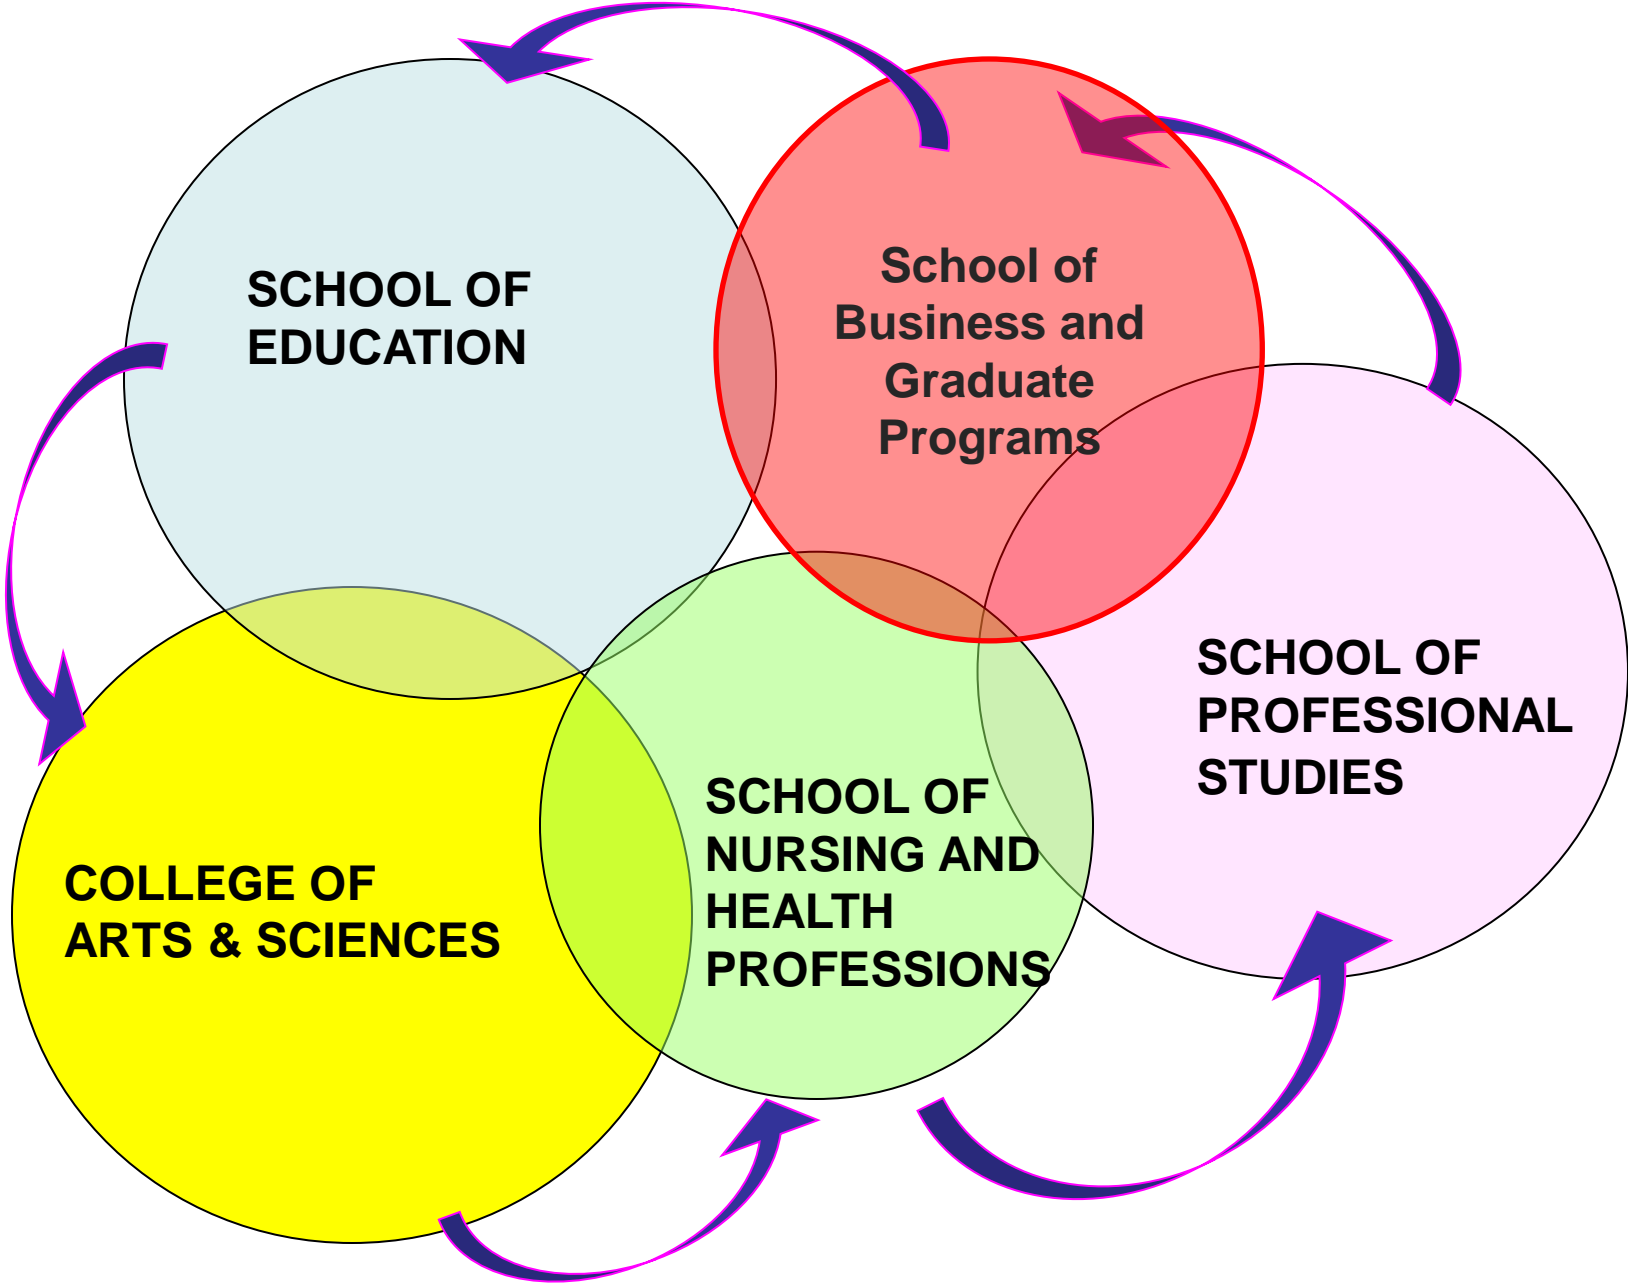 SCHOOL OF
EDUCATION
School of
Business and
Graduate
Programs
SCHOOL OF
PROFESSIONAL
STUDIES
SCHOOL OF
NURSING AND
HEALTH
PROFESSIONS
COLLEGE OF
ARTS & SCIENCES